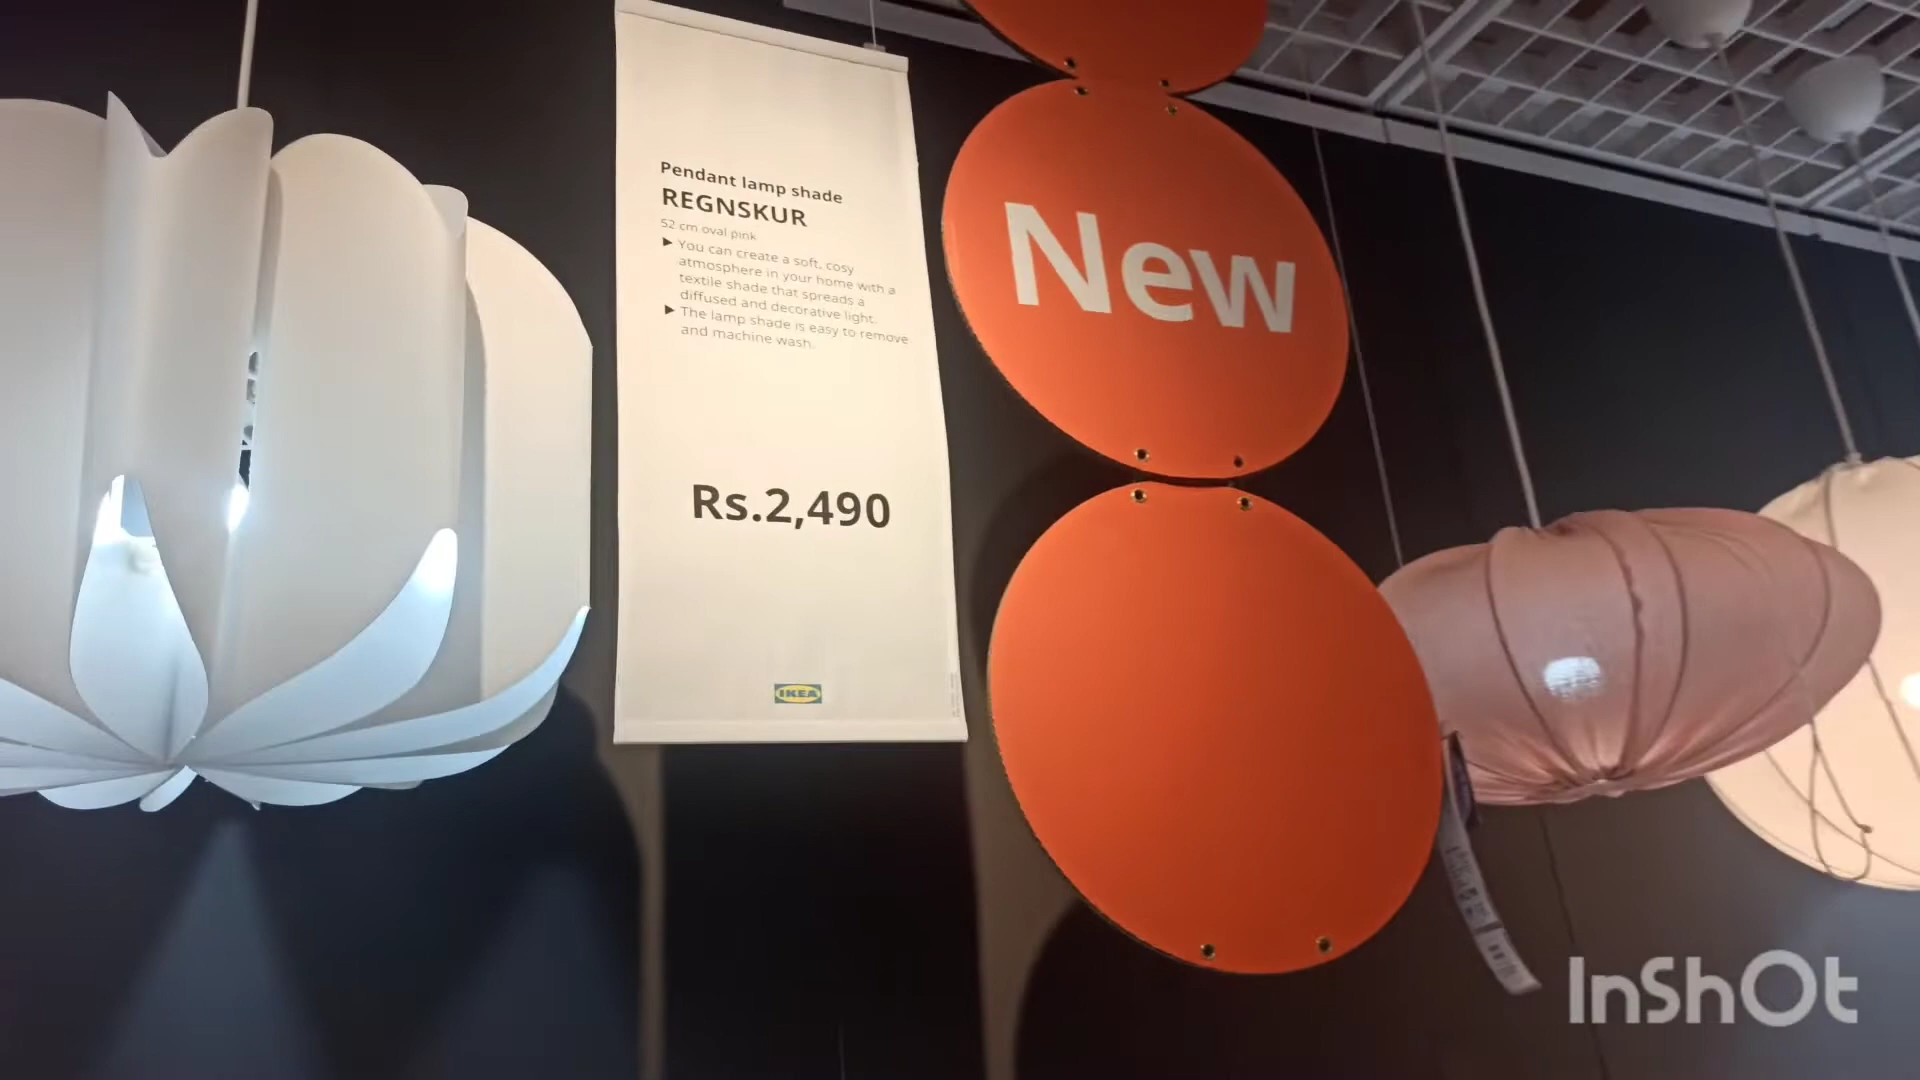 Pendant lamp shade
REGNSKUR
52 cm oval pink
▶ You can create a soft, cosy
atmosphere in your home with a
textile shade that spreads a
diffused and decorative light.
▶ The lamp shade is easy to remove
and machine wash.
Rs.2,490
IKEA
New
InShOt